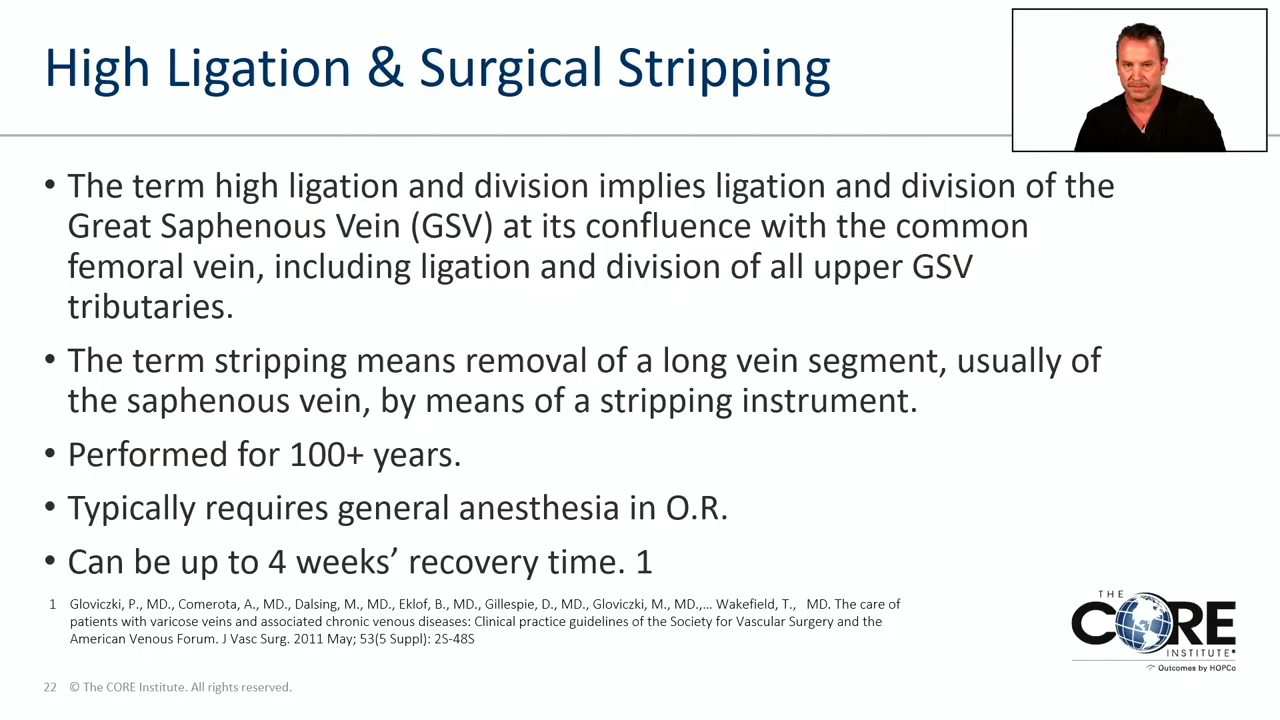 High Ligation & Surgical Stripping
• The term high ligation and division implies ligation and division of the
Great Saphenous Vein (GSV) at its confluence with the common
femoral vein, including ligation and division of all upper GSV
tributaries.
• The term stripping means removal of a long vein segment, usually of
the saphenous vein, by means of a stripping instrument.
• Performed for 100+ years.
• Typically requires general anesthesia in O.R.
• Can be up to 4 weeks’ recovery time. 1
1 Gloviczki, P., MD., Comerota, A., MD., Dalsing, M., MD., Eklof, B., MD., Gillespie, D., MD., Gloviczki, M., MD.,… Wakefield, T., MD. The care of
patients with varicose veins and associated chronic venous diseases: Clinical practice guidelines of the Society for Vascular Surgery and the
American Venous Forum. J Vasc Surg. 2011 May; 53(5 Suppl): 2S-48S
THE
CORE
INSTITUTE®
Outcomes by HOPCo
22 © The CORE Institute. All rights reserved.